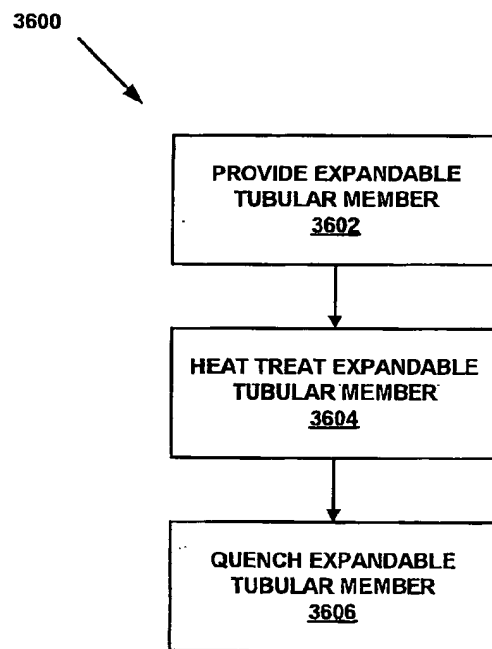 3600
PROVIDE EXPANDABLE
TUBULAR MEMBER
3602
HEAT TREAT EXPANDABLE
TUBULAR MEMBER
3604
QUENCH EXPANDABLE
TUBULAR MEMBER
3606